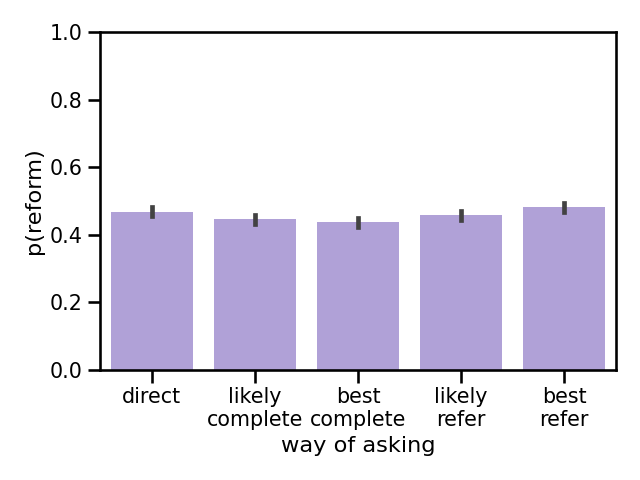 1.0
0.8
0.6
0.4
0.2
0.0
p(reform)
direct likely best likely best
complete complete refer refer
way of asking